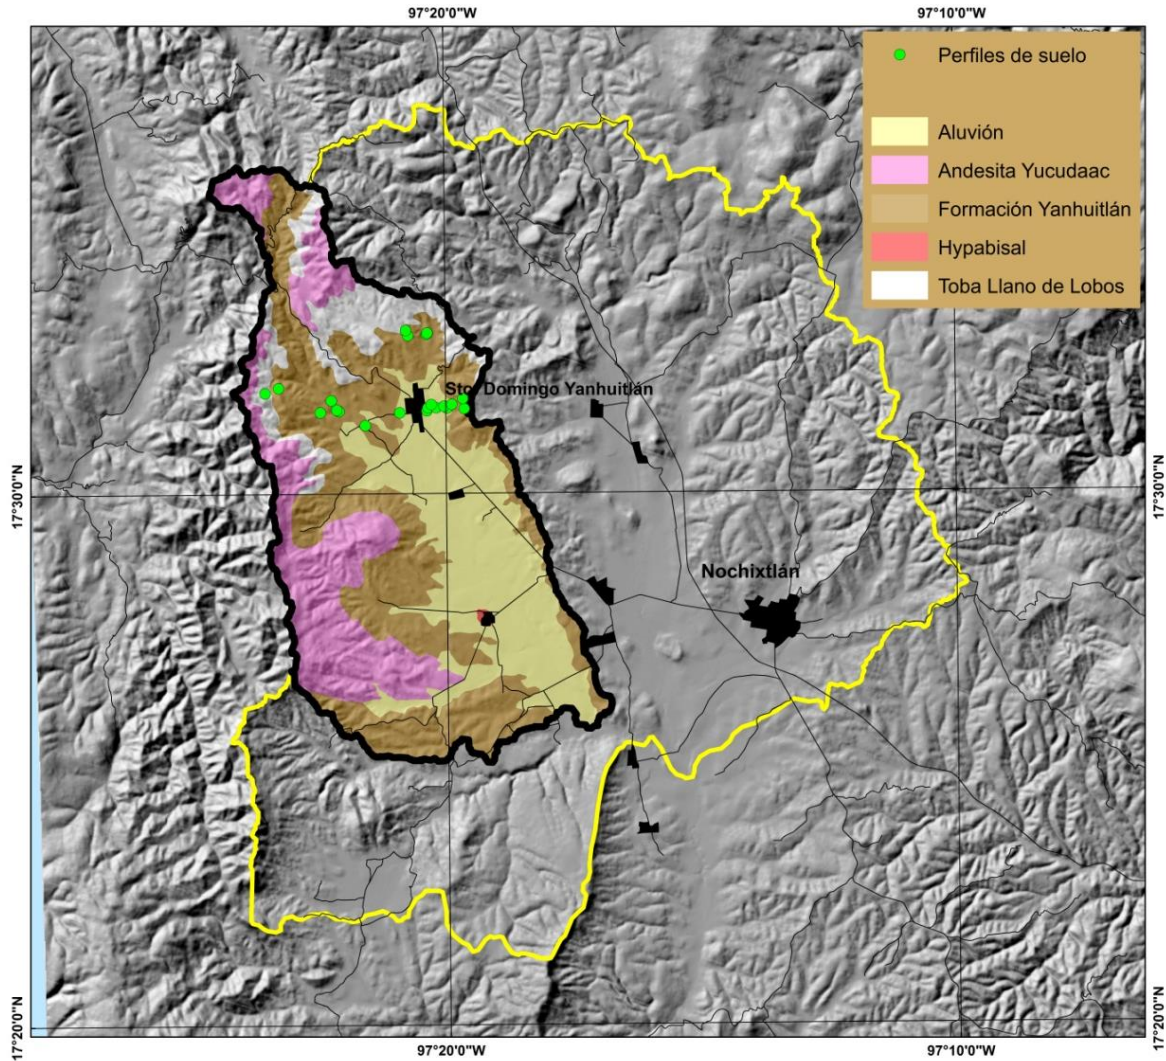 97°20'0"W
97°10'0"W
Perfiles de suelo
Aluvión
Andesita Yucudaac
Formación Yanhuitlán
Hypabisal
Toba Llano de Lobos
Sto. Domingo Yanhuitlán
17°30'0"N
17°30'0"N
Nochixtlán
17°20'0"N
17°20'0"N
97°20'0"W
97°10'0"W